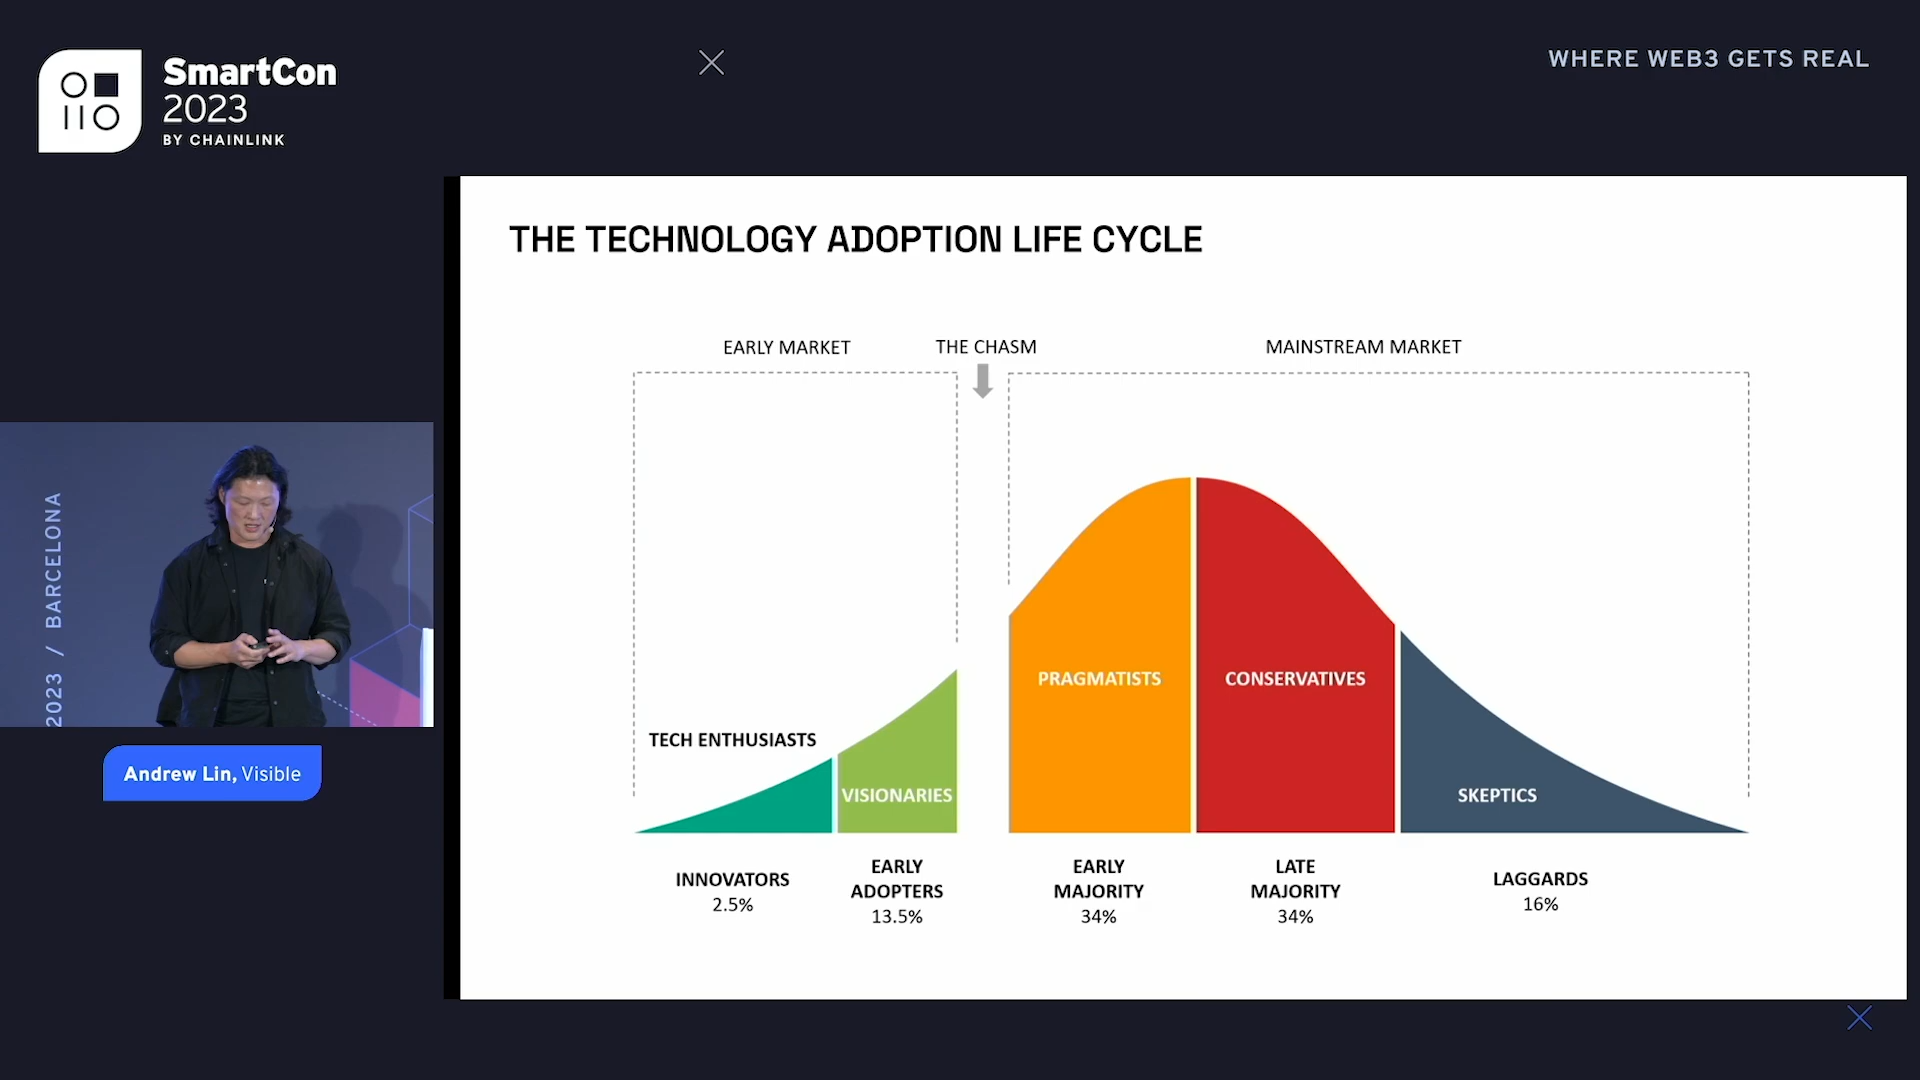 SmartCon
2023
BY CHAINLINK
WHERE WEB3 GETS REAL
THE TECHNOLOGY ADOPTION LIFE CYCLE
EARLY MARKET
THE CHASM
MAINSTREAM MARKET
TECH ENTHUSIASTS
VISIONARIES
PRAGMATISTS
CONSERVATIVES
SKEPTICS
INNOVATORS
2.5%
EARLY
ADOPTERS
13.5%
EARLY
MAJORITY
34%
LATE
MAJORITY
34%
LAGGARDS
16%
2023 / BARCELONA
Andrew Lin, Visible